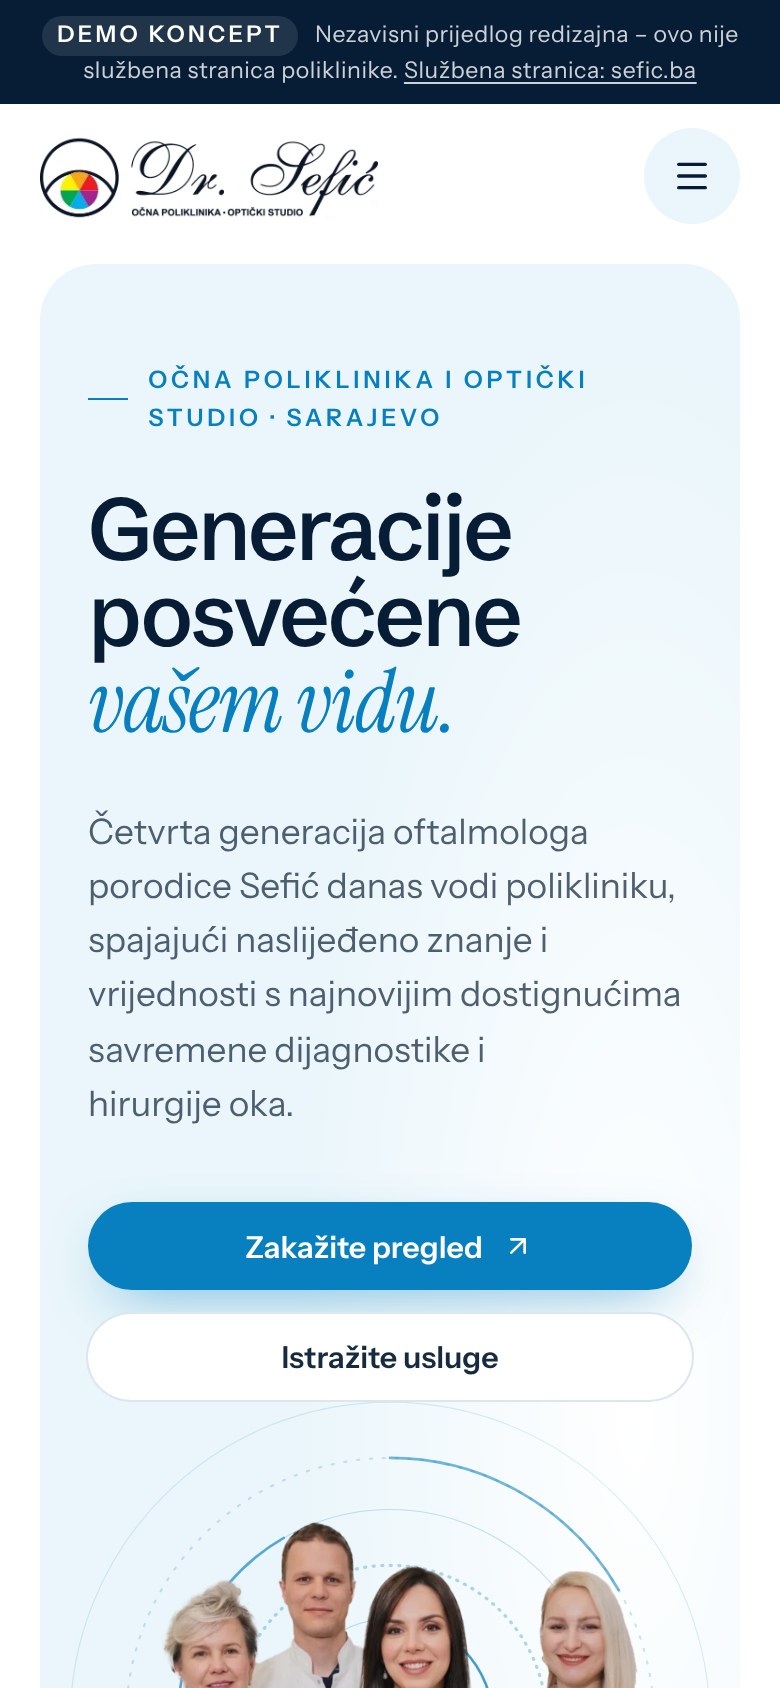 DEMO KONCEPT Nezavisni prijedlog redizajna – ovo nije
službena stranica poliklinike. Službena stranica: sefic.ba
Dr. Sefić
OČNA POLIKLINIKA • OPTIČKI STUDIO
OČNA POLIKLINIKA I OPTIČKI
STUDIO · SARAJEVO
Generacije
posvećene
vašem vidu.
Četvrta generacija oftalmologa
porodice Sefić danas vodi polikliniku,
spajajući naslijeđeno znanje i
vrijednosti s najnovijim dostignućima
savremene dijagnostike i
hirurgije oka.
Zakažite pregled
Istražite usluge